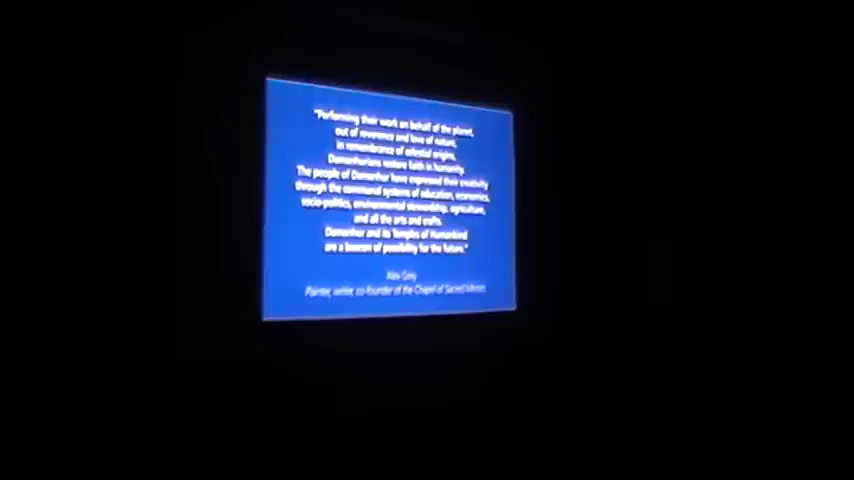 "Performing their work on behalf of the planet,
out of reverence and love of nature,
in remembrance of celestial origins,
Damanhurians restore faith in humanity.
The people of Damanhur have expressed their creativity
through the communal systems of education, economics,
socio-politics, environmental stewardship, agriculture,
and all the arts and crafts.
Damanhur and its Temples of Humankind
are a beacon of possibility for the future."
Alex Grey
Painter, writer, co-founder of the Chapel of Sacred Mirrors